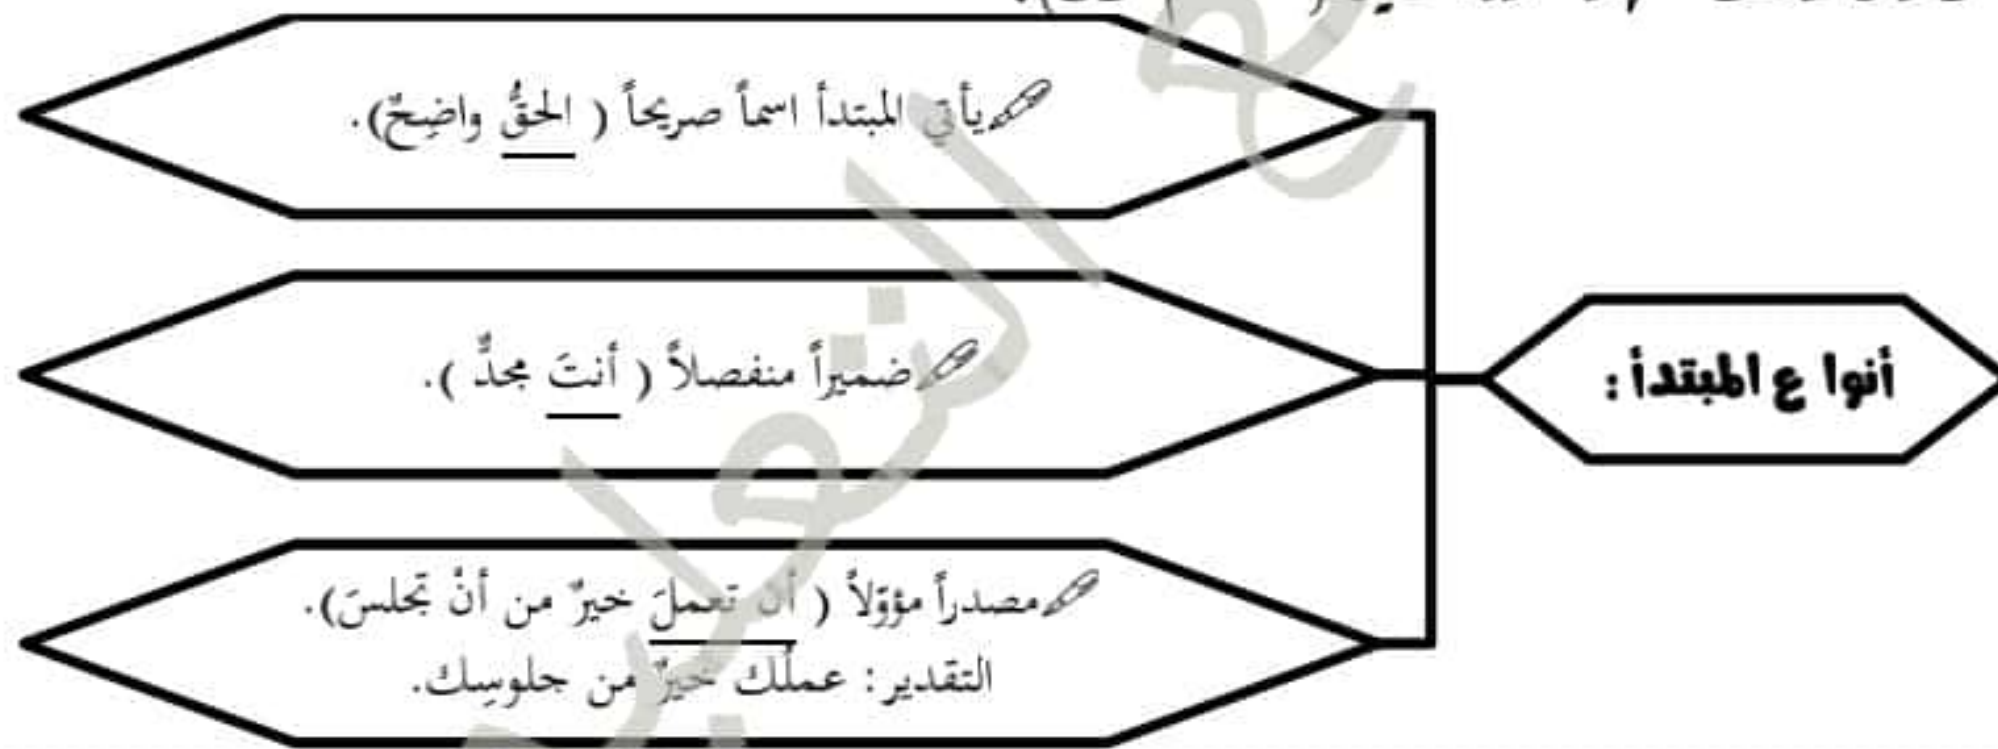 أنواع المبتدأ :
يأتي المبتدأ اسماً صريحاً ( الحقُّ واضِحٌ).
ضميراً منفصلاً ( أنتَ مجدٌّ ).
مصدراً مؤوّلاً ( أنْ تعملَ خيرٌ من أنْ تجلسَ).
التقدير: عملُك خيرٌ من جلوسِك.